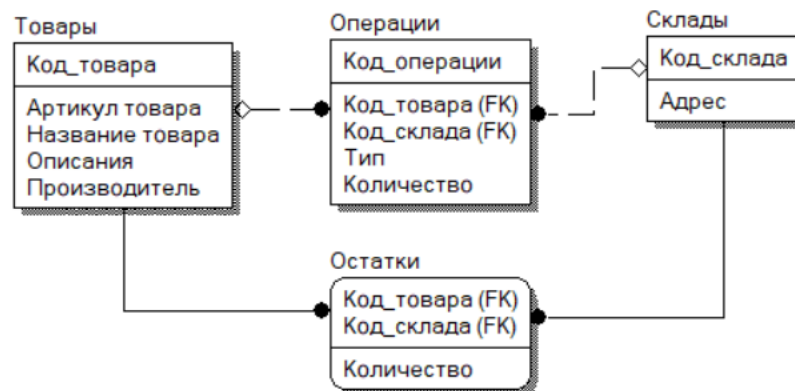 Товары
Код_товара
Артикул товара
Название товара
Описания
Производитель
Операции
Код_операции
Код_товара (FK)
Код_склада (FK)
Тип
Количество
Склады
Код_склада
Адрес
Остатки
Код_товара (FK)
Код_склада (FK)
Количество